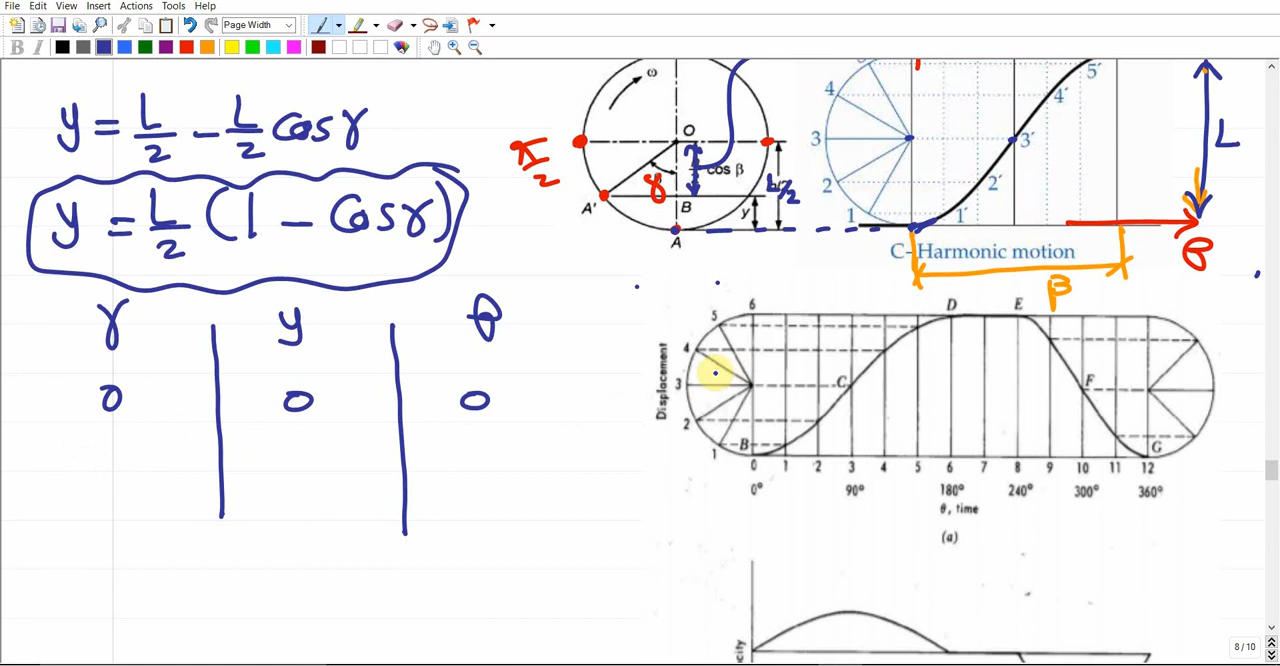 File Edit View Insert Actions Tools Help
Page Width
B I
y = L/2 - L/2 Cosγ
y = L/2 (1 - Cosγ)
γ y θ
0 0 0
π/2
ω
O
γ
cos β
L/2
A'
B
y
A
4
3
2
1
5'
4'
3'
2'
1'
L
θ
C- Harmonic motion
β
Displacement
6
5
4
3
2
1
B C D E F G
0 1 2 3 4 5 6 7 8 9 10 11 12
0° 90° 180° 240° 300° 360°
θ, time
(a)
8 / 10